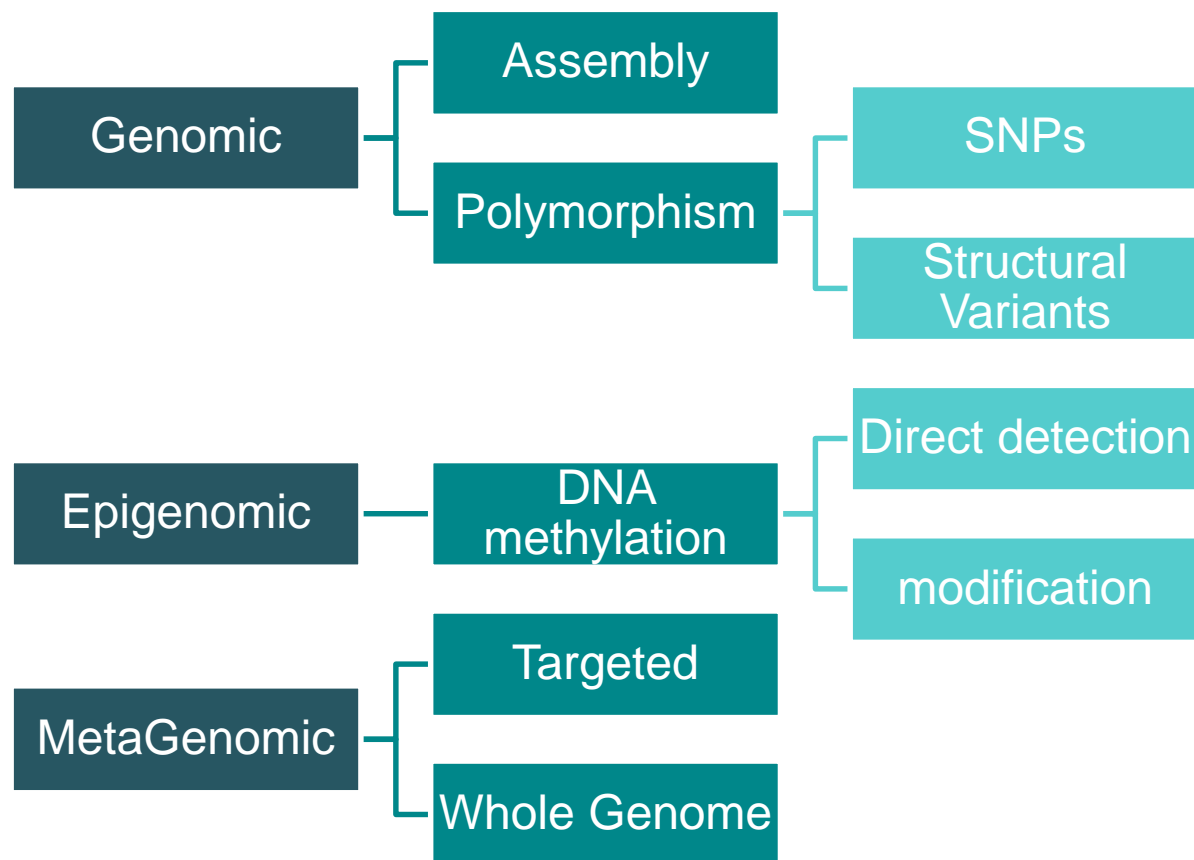 Genomic
Assembly
Polymorphism
SNPs
Structural
Variants
Epigenomic
DNA
methylation
Direct detection
modification
MetaGenomic
Targeted
Whole Genome